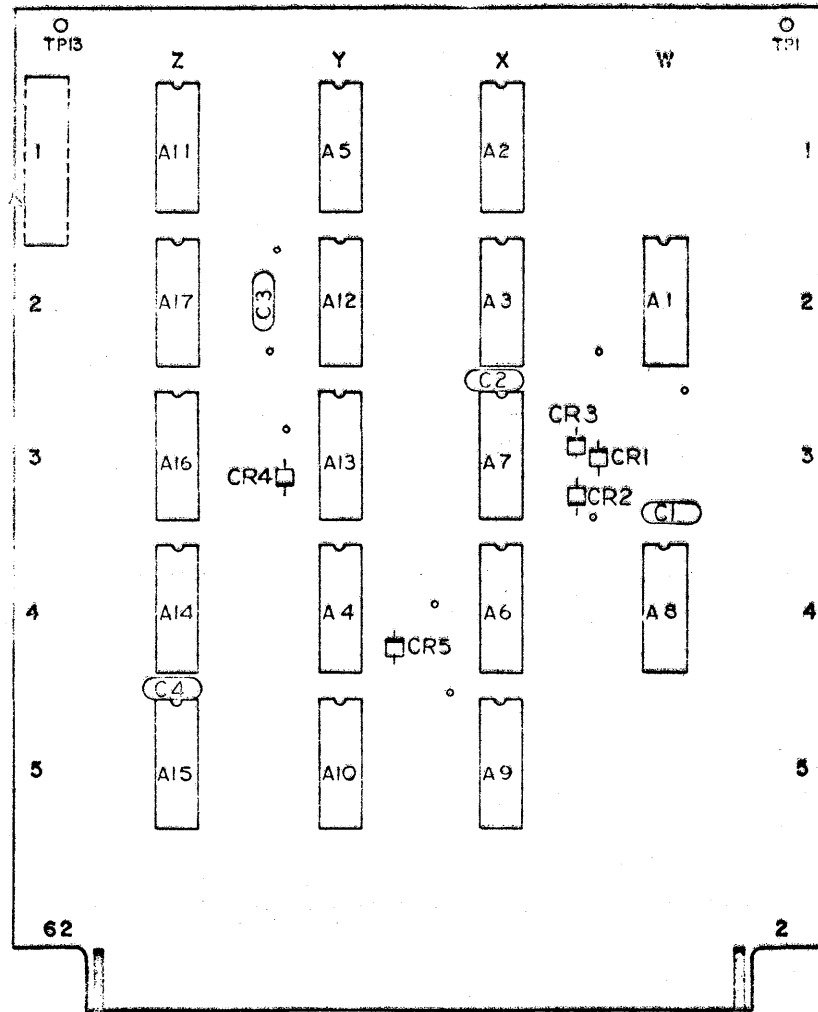 TP13 TP1
Z Y X W
1 A11 A5 A2 1
2 A17 C3 A12 A3 A1 2
C2
CR3
3 A16 CR4 A13 A7 CR1 3
CR2
C1
4 A14 A4 A6 A8 4
CR5
C4
5 A15 A10 A9 5
62 2